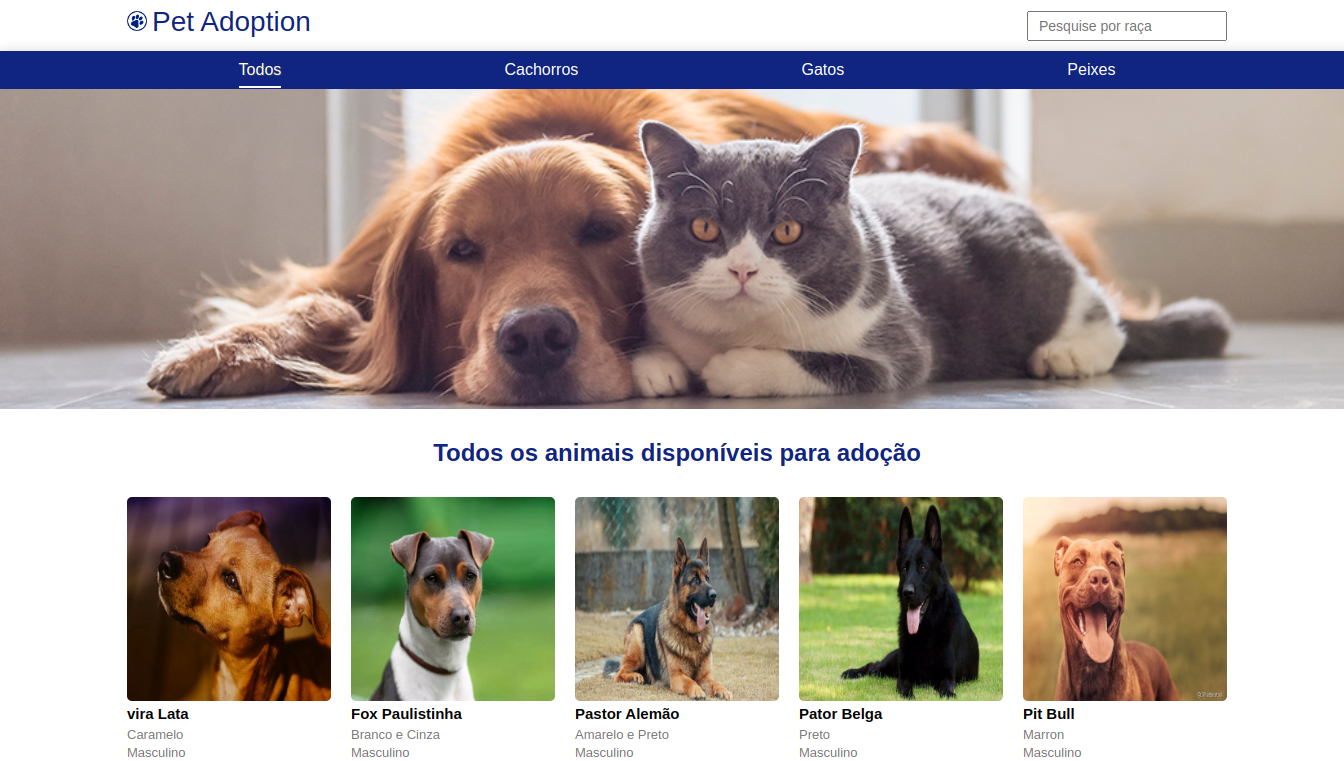 Pet Adoption
Pesquise por raça
Todos Cachorros Gatos Peixes
Todos os animais disponíveis para adoção
vira Lata Fox Paulistinha Pastor Alemão Pator Belga Pit Bull
Caramelo Branco e Cinza Amarelo e Preto Preto Marron
Masculino Masculino Masculino Masculino Masculino